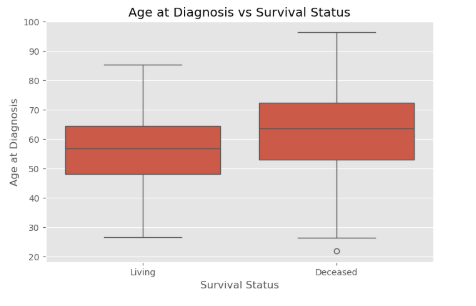 Age at Diagnosis vs Survival Status
100
90
80
70
60
50
40
30
20
Age at Diagnosis
Living
Deceased
Survival Status